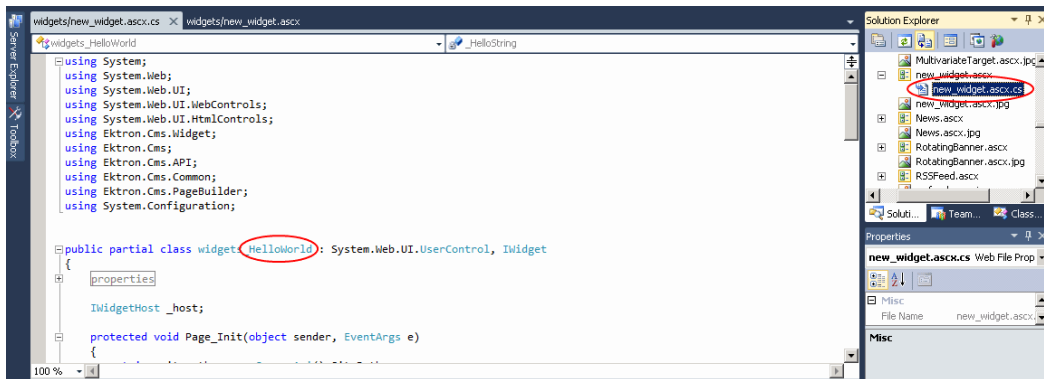 widgets/new_widget.ascx.cs × widgets/new_widget.ascx
widgets_HelloWorld _HelloString
using System;
using System.Web;
using System.Web.UI;
using System.Web.UI.WebControls;
using System.Web.UI.HtmlControls;
using Ektron.Cms.Widget;
using Ektron.Cms;
using Ektron.Cms.API;
using Ektron.Cms.Common;
using Ektron.Cms.PageBuilder;
using System.Configuration;
public partial class widgets_HelloWorld : System.Web.UI.UserControl, IWidget
{
properties
IWidgetHost _host;
protected void Page_Init(object sender, EventArgs e)
{
100 %
Server Explorer
Toolbox
Solution Explorer
MultivariateTarget.ascx.jpg
new_widget.ascx
new_widget.ascx.cs
new_widget.ascx.jpg
News.ascx
News.ascx.jpg
RotatingBanner.ascx
RotatingBanner.ascx.jpg
RSSFeed.ascx
Soluti... Team... Class...
Properties
new_widget.ascx.cs Web File Prop
Misc
File Name new_widget.ascx.
Misc